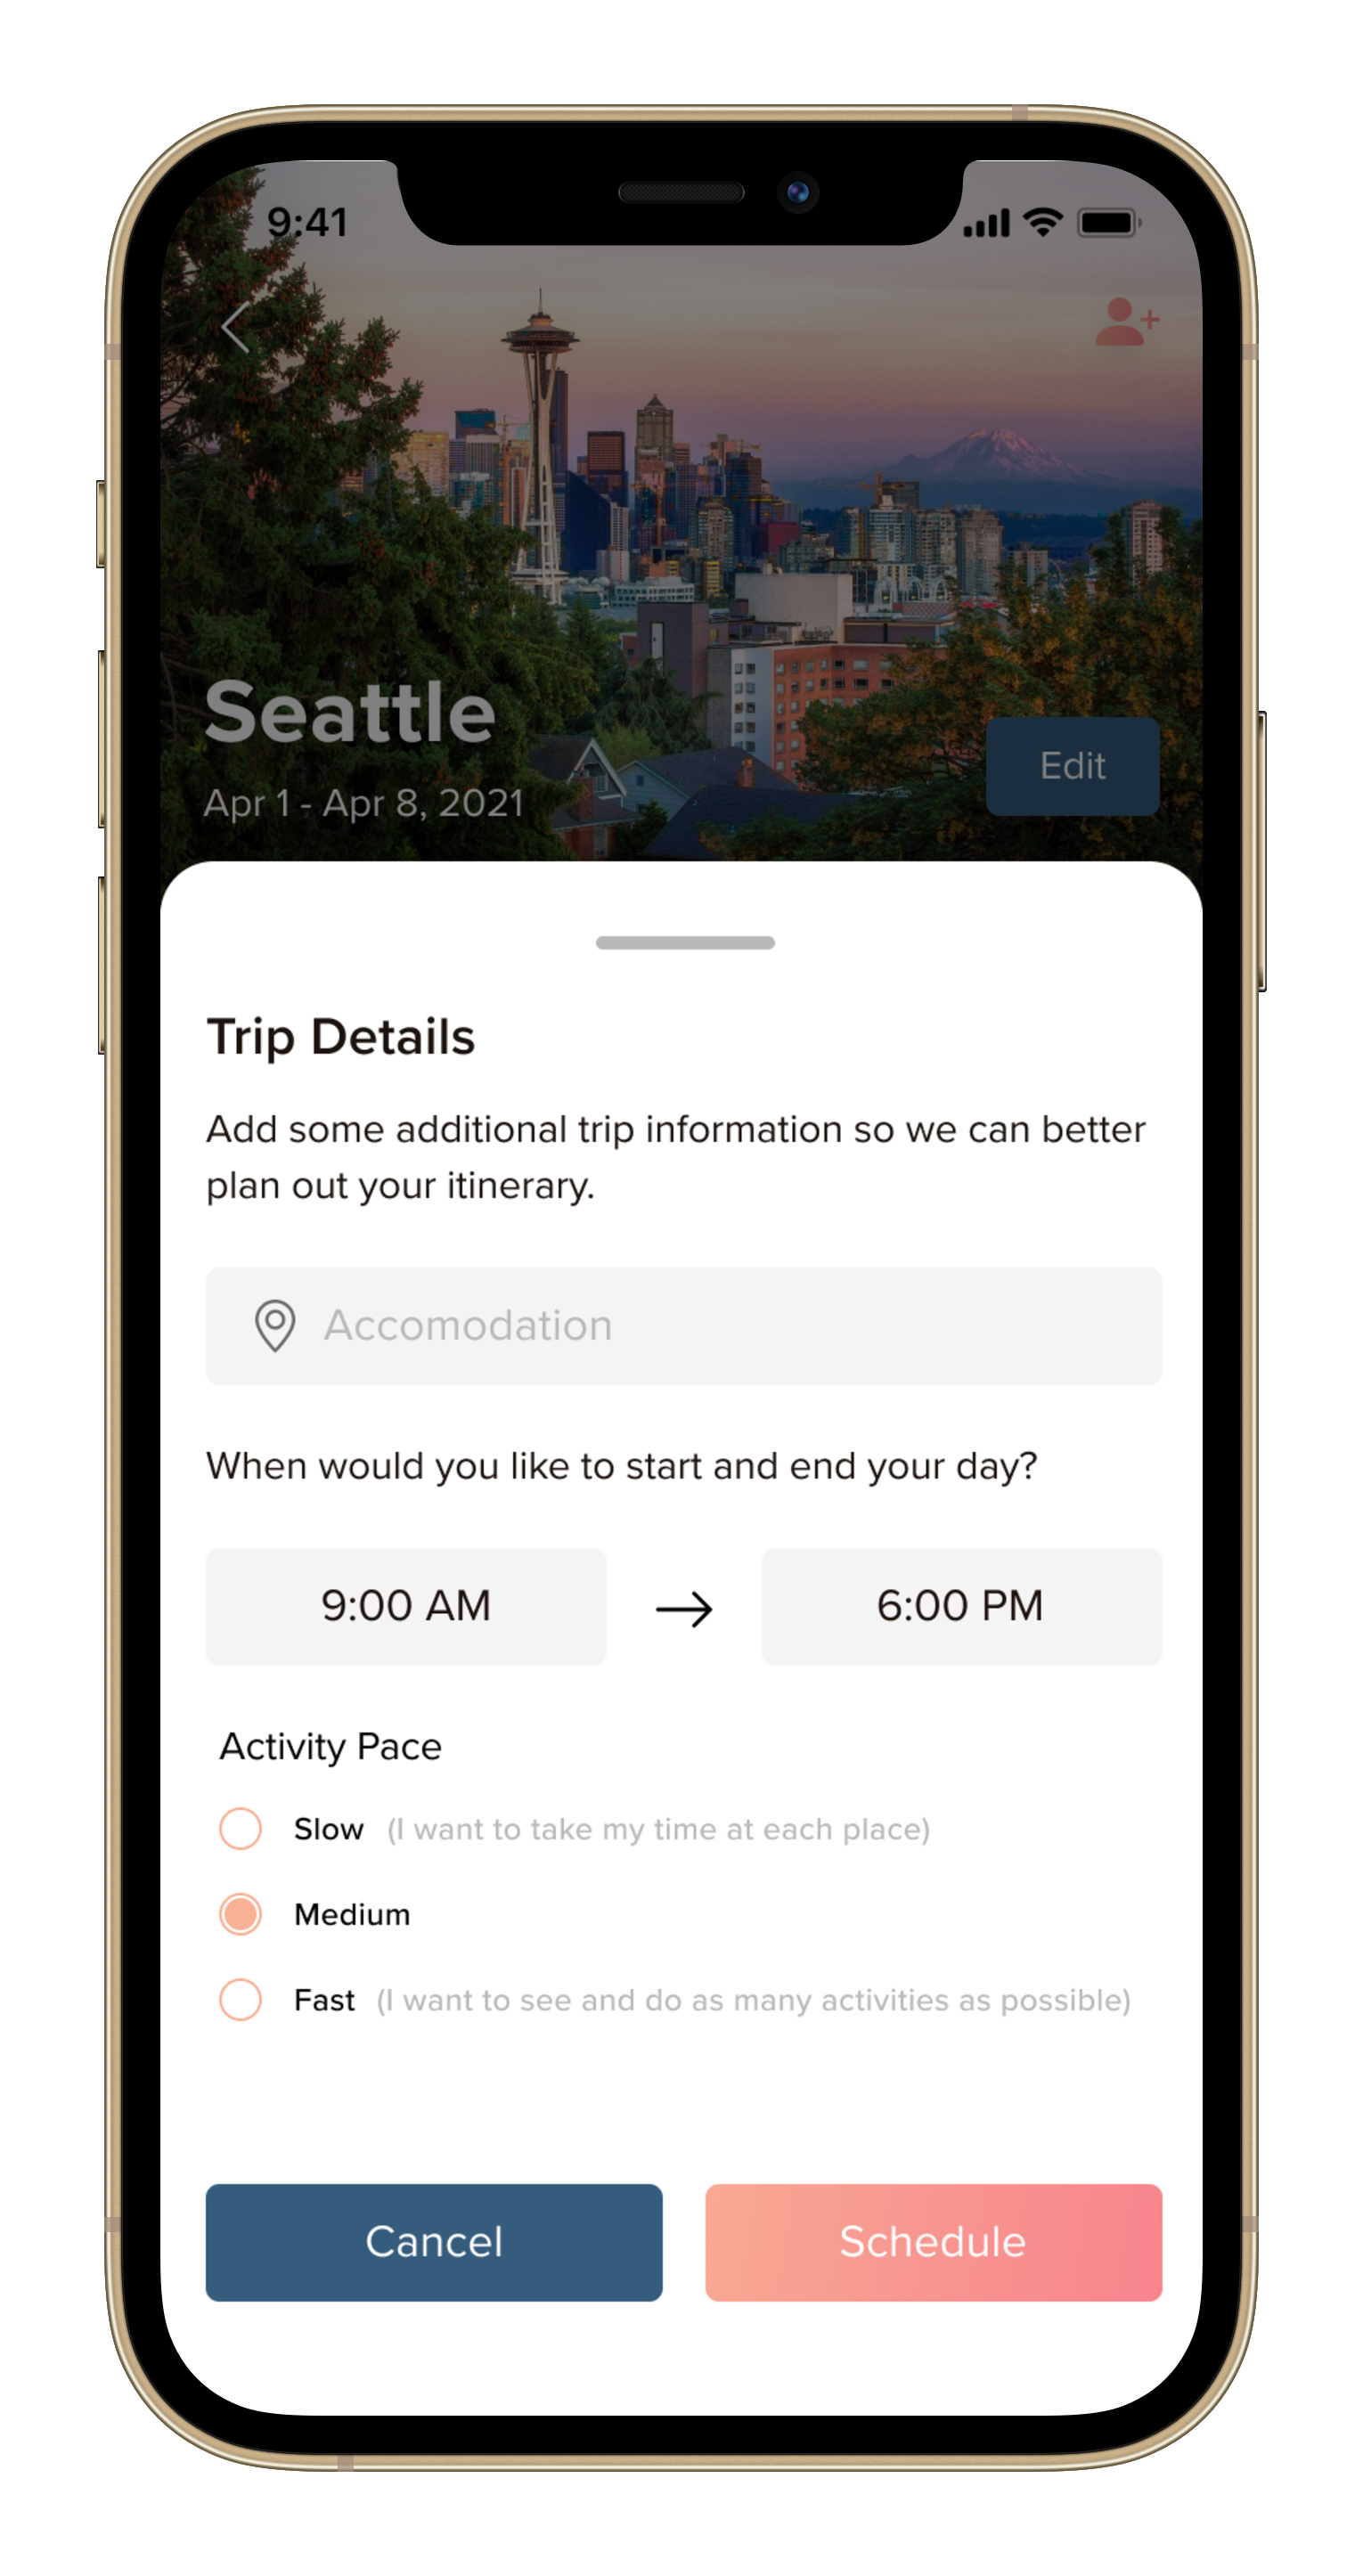 9:41
Seattle
Apr 1 - Apr 8, 2021
Edit
Trip Details
Add some additional trip information so we can better
plan out your itinerary.
Accomodation
When would you like to start and end your day?
9:00 AM → 6:00 PM
Activity Pace
Slow (I want to take my time at each place)
Medium
Fast (I want to see and do as many activities as possible)
Cancel
Schedule